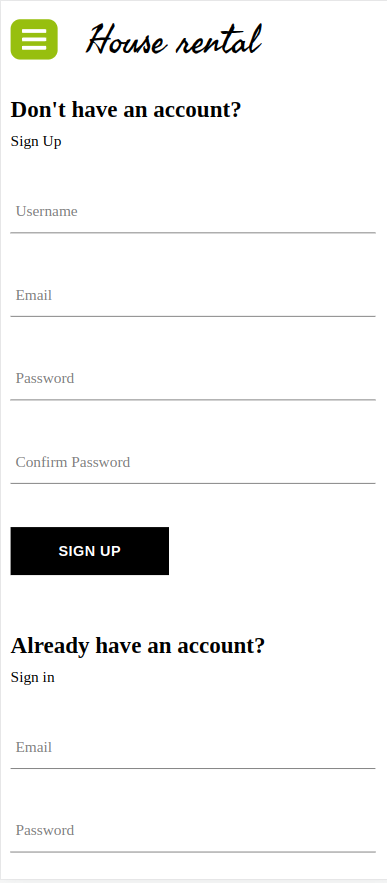 House rental
Don't have an account?
Sign Up
Username
Email
Password
Confirm Password
SIGN UP
Already have an account?
Sign in
Email
Password